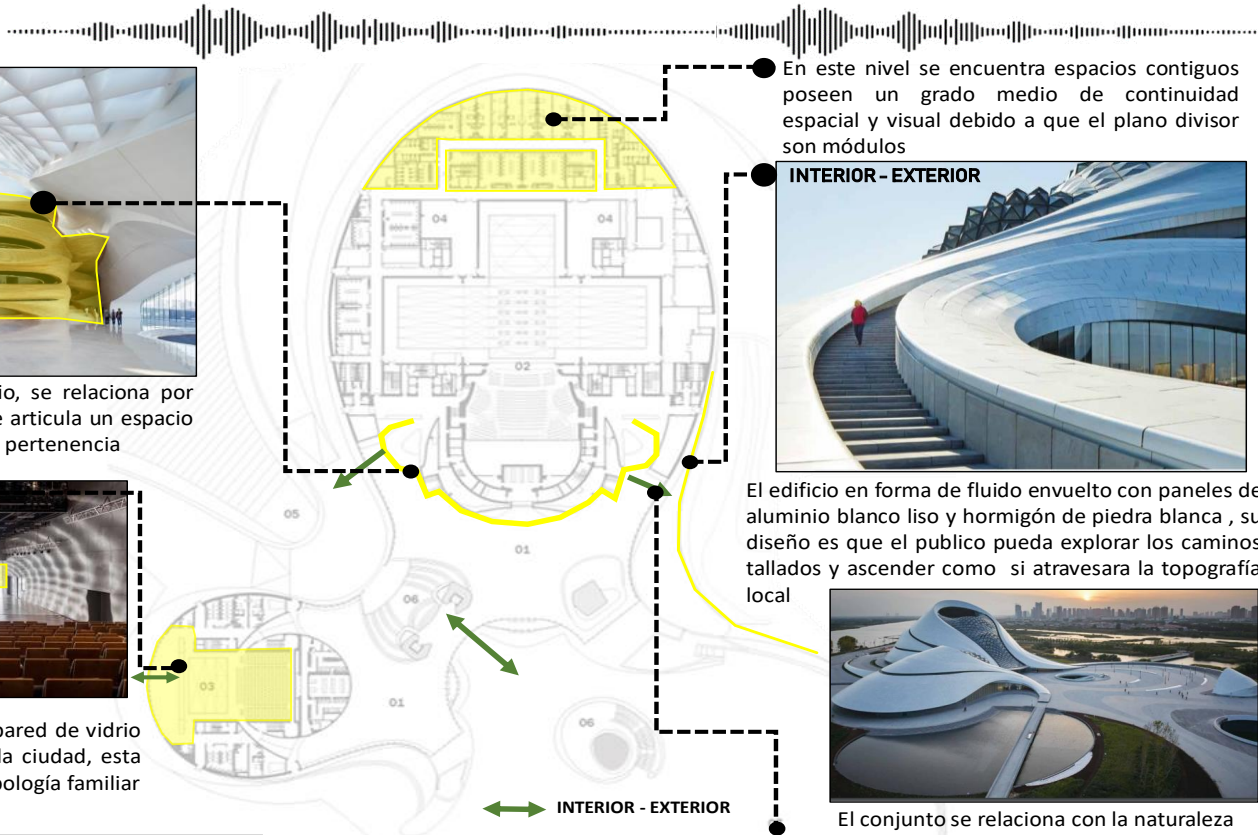 En este nivel se encuentra espacios contiguos
poseen un grado medio de continuidad
espacial y visual debido a que el plano divisor
son módulos
INTERIOR - EXTERIOR
04
04
02
io, se relaciona por
e articula un espacio
pertenencia
El edificio en forma de fluido envuelto con paneles de
aluminio blanco liso y hormigón de piedra blanca , su
diseño es que el publico pueda explorar los caminos
tallados y ascender como si atravesara la topografía
local
05
01
06
03
01
06
pared de vidrio
la ciudad, esta
pología familiar
INTERIOR - EXTERIOR
El conjunto se relaciona con la naturaleza